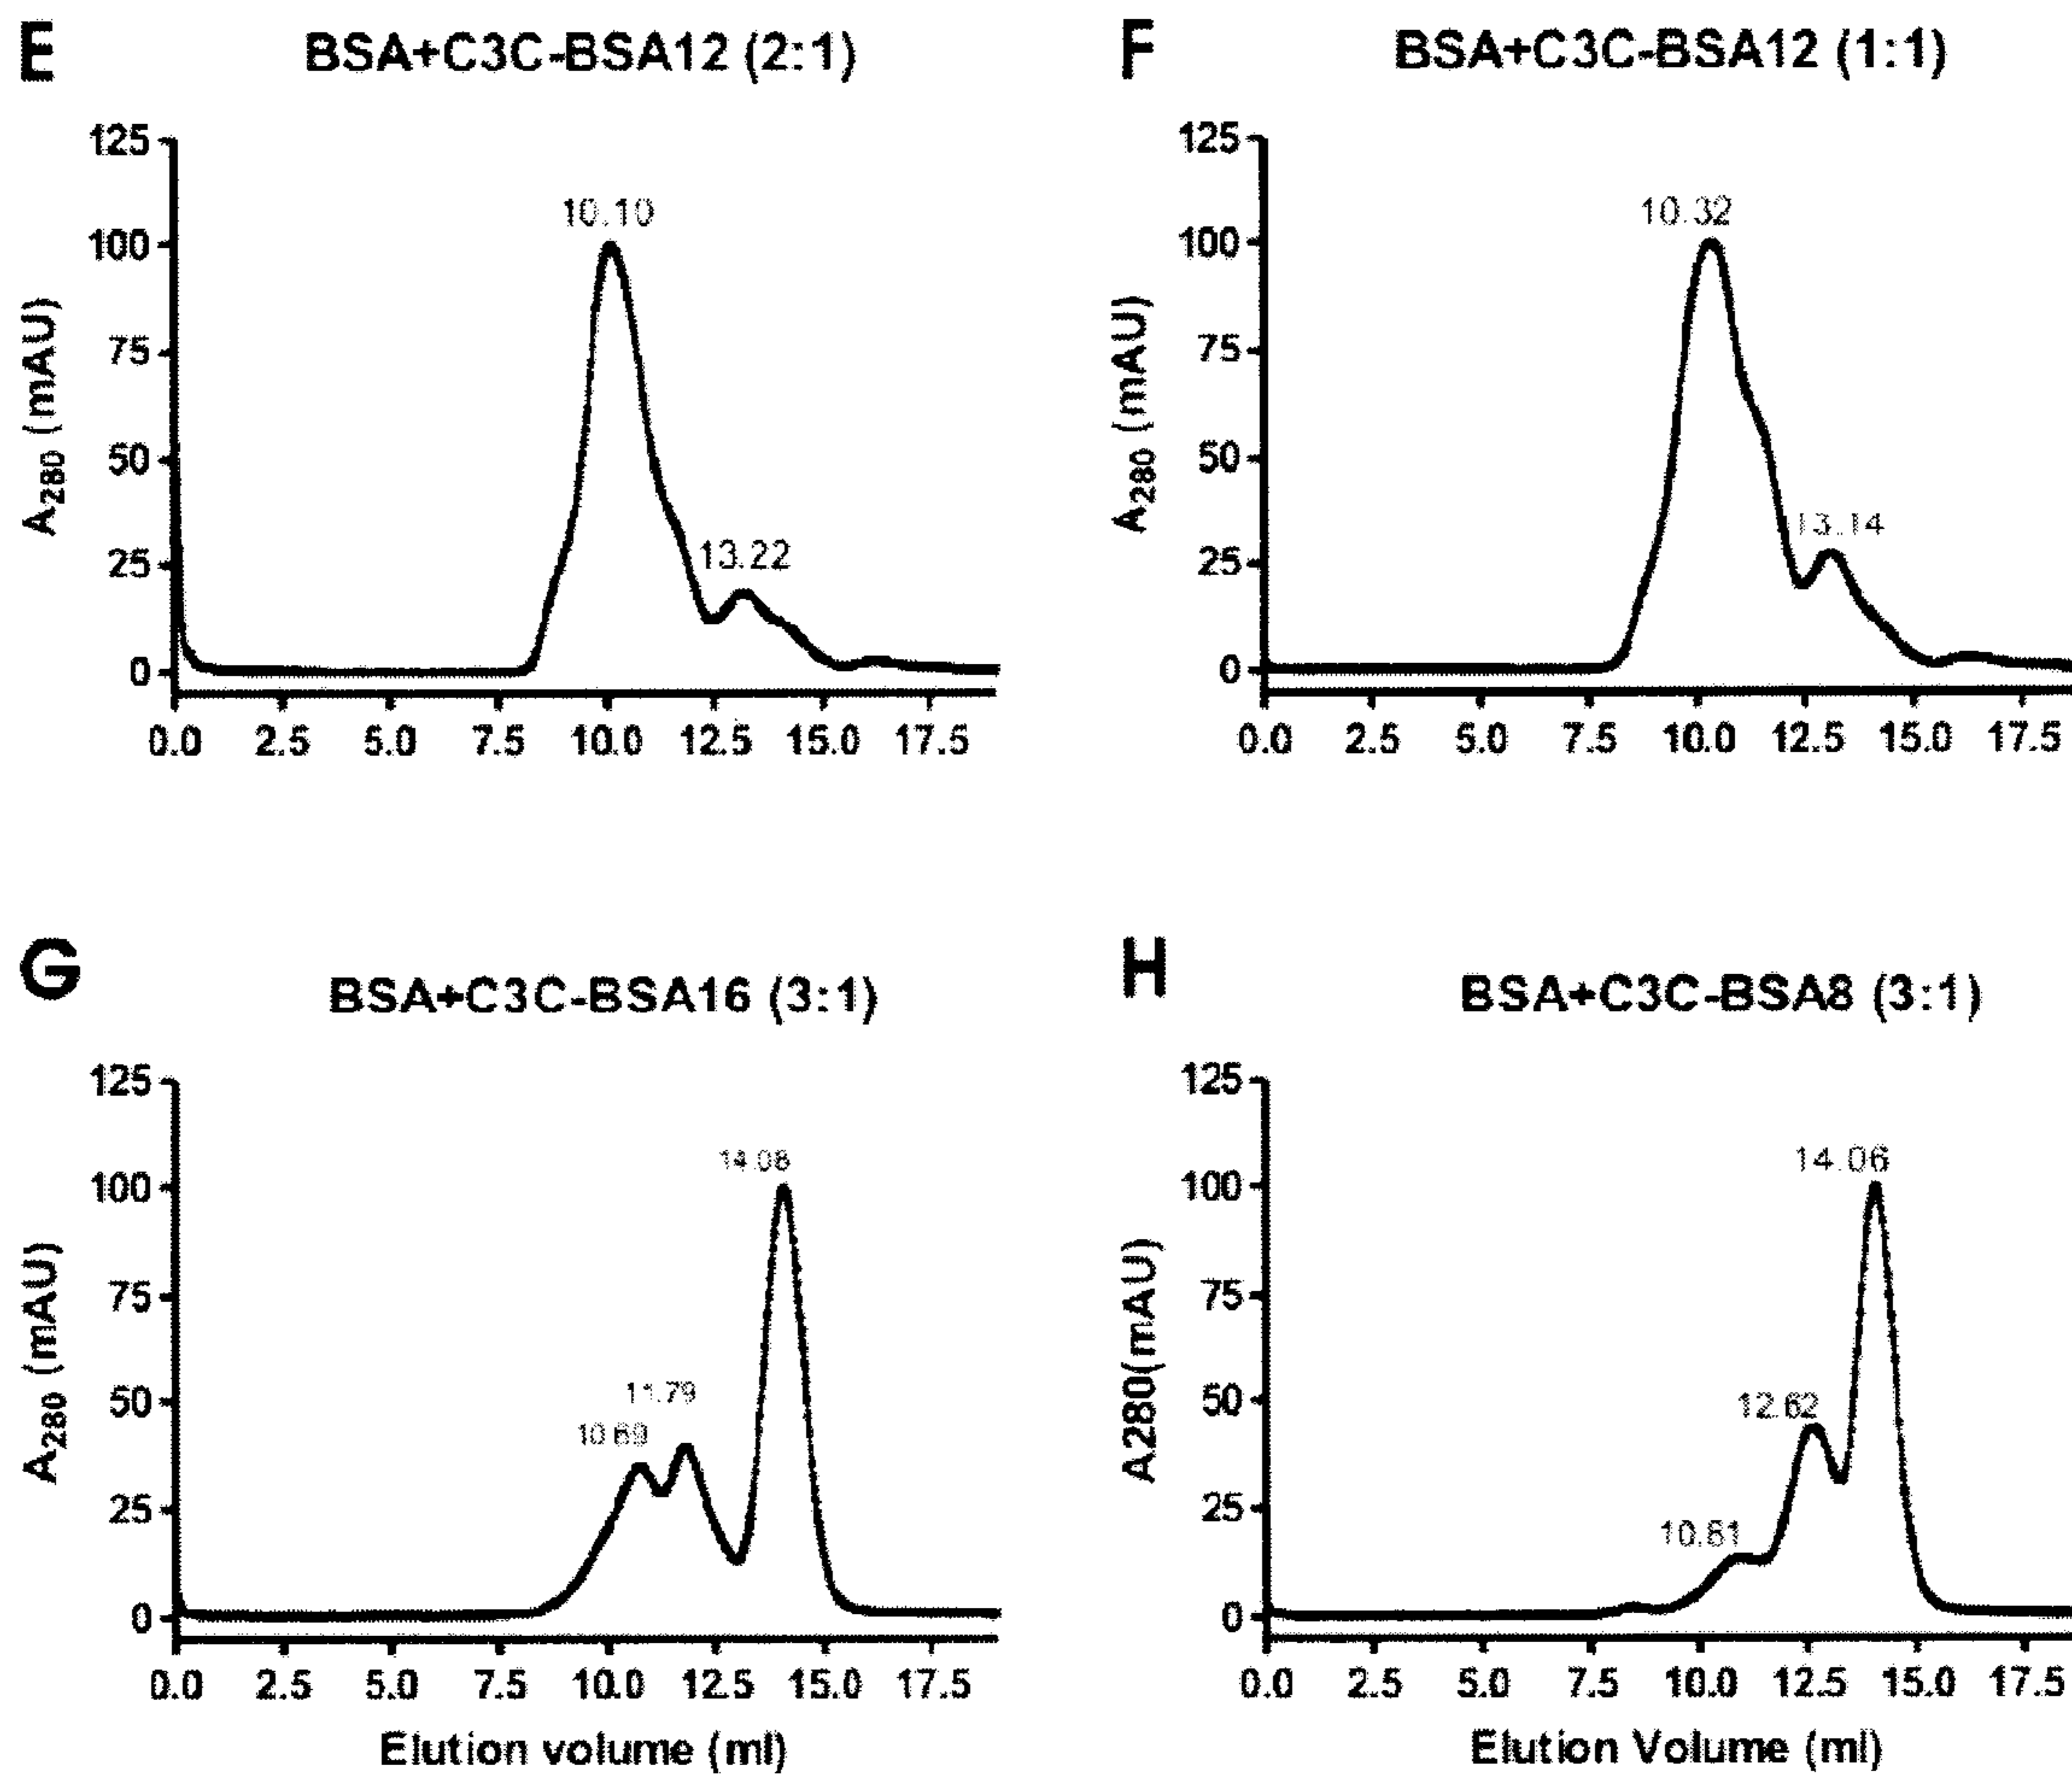 E
BSA+C3C-BSA12 (2:1)
125
100
75
50
25
0
A280 (mAU)
10.10
13.22
0.0 2.5 5.0 7.5 10.0 12.5 15.0 17.5
F
BSA+C3C-BSA12 (1:1)
125
100
75
50
25
0
A280 (mAU)
10.32
13.14
0.0 2.5 5.0 7.5 10.0 12.5 15.0 17.5
G
BSA+C3C-BSA16 (3:1)
125
100
75
50
25
0
A280 (mAU)
10.69
11.79
14.08
0.0 2.5 5.0 7.5 10.0 12.5 15.0 17.5
Elution volume (ml)
H
BSA+C3C-BSA8 (3:1)
125
100
75
50
25
0
A280(mAU)
10.81
12.62
14.06
0.0 2.5 5.0 7.5 10.0 12.5 15.0 17.5
Elution Volume (ml)